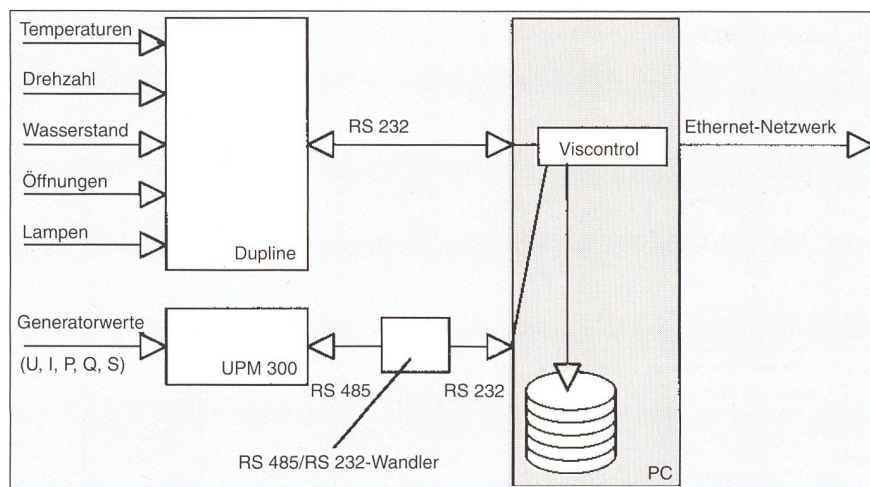 Temperaturen
Drehzahl
Wasserstand
Öffnungen
Lampen
Dupline
RS 232
Viscontrol
Ethernet-Netzwerk
Generatorwerte
(U, I, P, Q, S)
UPM 300
RS 485
RS 232
RS 485/RS 232-Wandler
PC